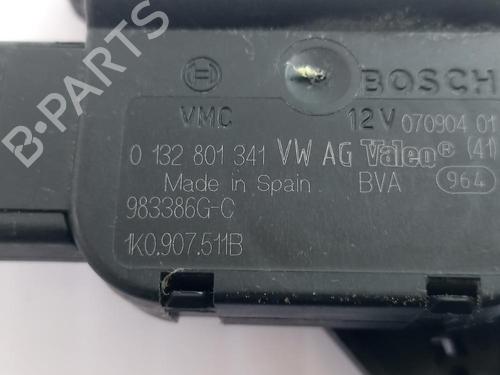 B-PARTS
BOSCH
VMC 12V 070904 01
0 132 801 341 VW AG Valeo® (41)
Made in Spain BVA 964
983386G-C
1K0.907.511B